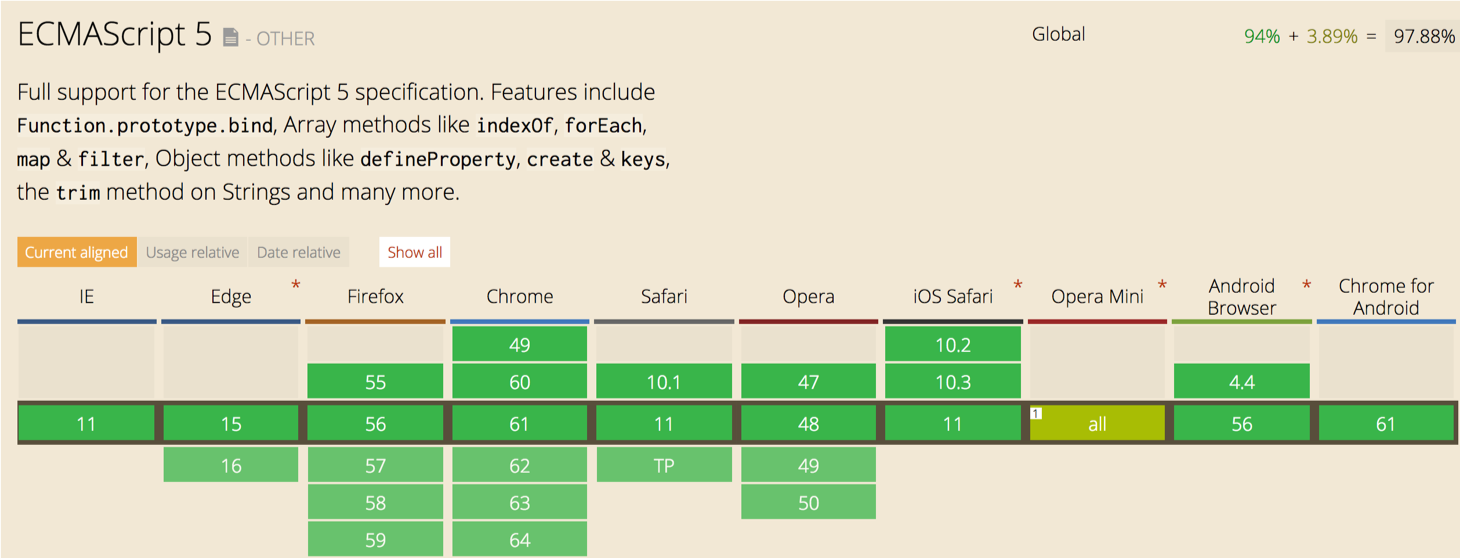 ECMAScript 5 - OTHER
Global 94% + 3.89% = 97.88%
Full support for the ECMAScript 5 specification. Features include
Function.prototype.bind, Array methods like indexOf, forEach,
map & filter, Object methods like defineProperty, create & keys,
the trim method on Strings and many more.
Current aligned Usage relative Date relative Show all
IE Edge * Firefox Chrome Safari Opera iOS Safari * Opera Mini * Android Browser * Chrome for Android
49 10.2
55 60 10.1 47 10.3 4.4
11 15 56 61 11 48 11 1 all 56 61
16 57 62 TP 49
58 63 50
59 64